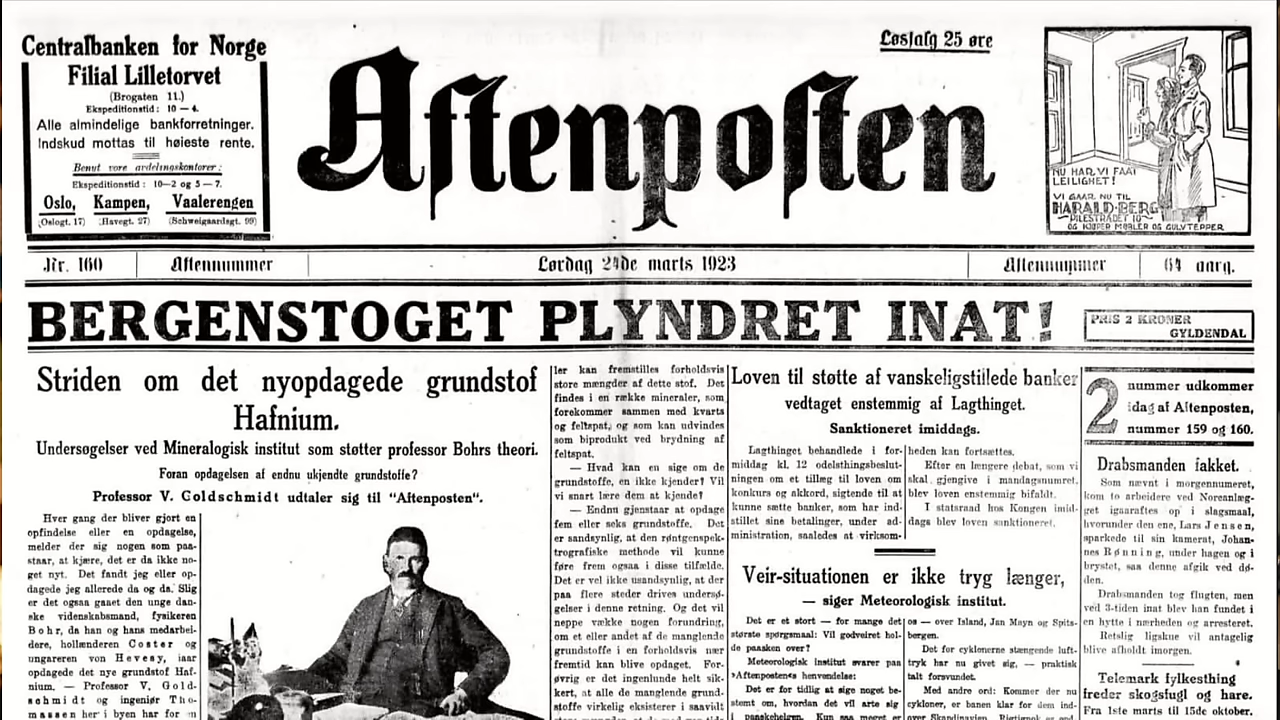 Centralbanken for Norge
Filial Lilletorvet
(Brogaten 11.)
Ekspeditionstid: 10 — 4.
Alle almindelige bankforretninger.
Indskud mottas til høieste rente.
Benyt vore avdelingskontorer:
Ekspeditionstid: 10—2 og 5—7.
Oslo, Kampen, Vaalerengen
(Oslogt. 17) (Havegt. 27) (Schweigaardsgt. 99)
Aftenposten
Løssalg 25 øre
NU HAR VI FAAT
LEILIGHET!
VI GAAR NU TIL
HARALD-BERG
PILESTRÆDET 10
OG KJØPER MØBLER OG GULVTEPPER
Nr. 160 Aftennummer Lørdag 24de marts 1923 Aftennummer 64 aarg.
BERGENSTOGET PLYNDRET INAT!
PRIS 2 KRONER
GYLDENDAL
Striden om det nyopdagede grundstof
Hafnium.
Undersøgelser ved Mineralogisk institut som støtter professor Bohrs theori.
Foran opdagelsen af endnu ukjendte grundstoffe?
Professor V. Goldschmidt udtaler sig til "Aftenposten".
Hver gang der bliver gjort en
opfindelse eller en opdagelse,
melder der sig nogen som paa-
staar, at kjære, det er da ikke no-
get nyt. Det fandt jeg eller op-
dagede jeg allerede da og da. Slig
er det ogsaa gaaet den unge dan-
ske videnskabsmand, fysikeren
Bohr, da han og hans medarbei-
dere, hollænderen Coster og
ungareren von Hevesy, iaar
opdagede det nye grundstof Haf-
nium. — Professor V. Gold-
schmidt og ingeniør Tho-
massen her i byen har for
ler kan fremstilles forholdsvis
store mængder af dette stof. Det
findes i en række mineraler, som
forekommer sammen med kvarts
og feltspat, og som kan udvindes
som biprodukt ved brydning af
feltspat.
— Hvad kan en sige om de
grundstoffe, en ikke kjender? Vil
vi snart lære dem at kjende?
— Endnu gjenstaar at opdage
fem eller seks grundstoffe. Det
er sandsynlig, at den røntgenspek-
trografiske methode vil kunne
føre frem ogsaa i disse tilfælde.
Det er vel ikke usandsynlig, at der
paa flere steder drives undersø-
gelser i denne retning. Og det vil
neppe vække nogen forundring,
om et eller andet af de manglende
grundstoffe i en forholdsvis nær
fremtid kan blive opdaget. For-
øvrig er det ingenlunde helt sik-
kert, at alle de manglende grund-
stoffe virkelig eksisterer i saavidt
Loven til støtte af vanskeligstillede banker
vedtaget enstemmig af Lagthinget.
Sanktioneret imiddags.
Lagthinget behandlede i for-
middag kl. 12 odelsthingsbeslut-
ningen om et tillæg til loven om
konkurs og akkord, sigtende til at
kunne sætte banker, som har ind-
stillet sine betalinger, under ad-
ministration, saaledes at virksom-
heden kan fortsættes.
Efter en længere debat, som vi
skal gjengive i mandagsnumret,
blev loven enstemmig bifaldt.
I statsraad hos Kongen imid-
dags blev loven sanktioneret.
Veir-situationen er ikke tryg længer,
— siger Meteorologisk institut.
Det er et stort — for mange det
største spørgsmaal: Vil godveiret hol-
de paasken over?
Meteorologisk institut svarer paa
»Aftenposten«s henvendelse:
Det er for tidlig at sige noget be-
stemt om, hvordan det vil arte sig
i paaskehelgen. Kun saa meget er
os — over Island, Jan Mayn og Spits-
bergen.
Det for cyklonerne stængende luft-
tryk har nu givet sig, — praktisk
talt forsvundet.
Med andre ord: Kommer der nu
cykloner, er banen klar for dem ind-
over Skandinavien.
2 nummer udkommer
idag af Aftenposten,
nummer 159 og 160.
Drabsmanden fakket.
Som nævnt i morgennumeret,
kom to arbeidere ved Noreanlæg-
get igaaraftes op i slagsmaal,
hvorunder den ene, Lars Jensen,
sparkede til sin kamerat, Johan-
nes Rønning, under hagen og i
brystet, saa denne afgik ved dø-
den.
Drabsmanden tog flugten, men
ved 3-tiden inat blev han fundet i
en hytte i nærheden og arresteret.
Retslig ligskue vil antagelig
blive afholdt imorgen.
Telemark fylkesthing
freder skogsfugl og hare.
Fra 1ste marts til 15de oktober.